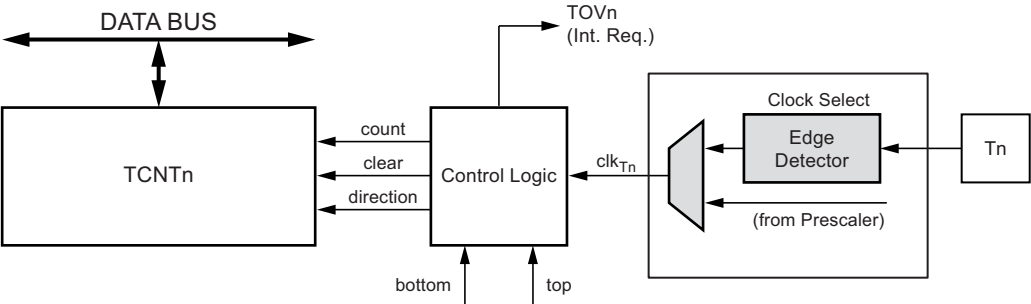 DATA BUS
TOVn
(Int. Req.)
Clock Select
count
Edge
Detector
Tn
TCNTn
clear
Control Logic
clkTn
direction
(from Prescaler)
bottom
top